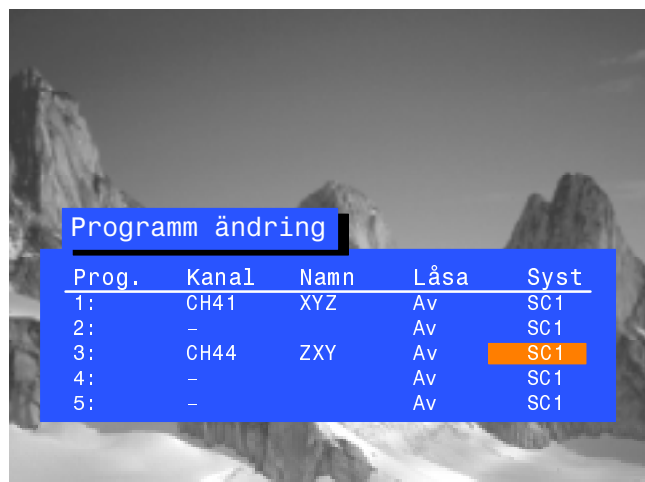 Programm ändring
Prog. Kanal Namn Låsa Syst
1: CH41 XYZ Av SC1
2: – Av SC1
3: CH44 ZXY Av SC1
4: – Av SC1
5: – Av SC1